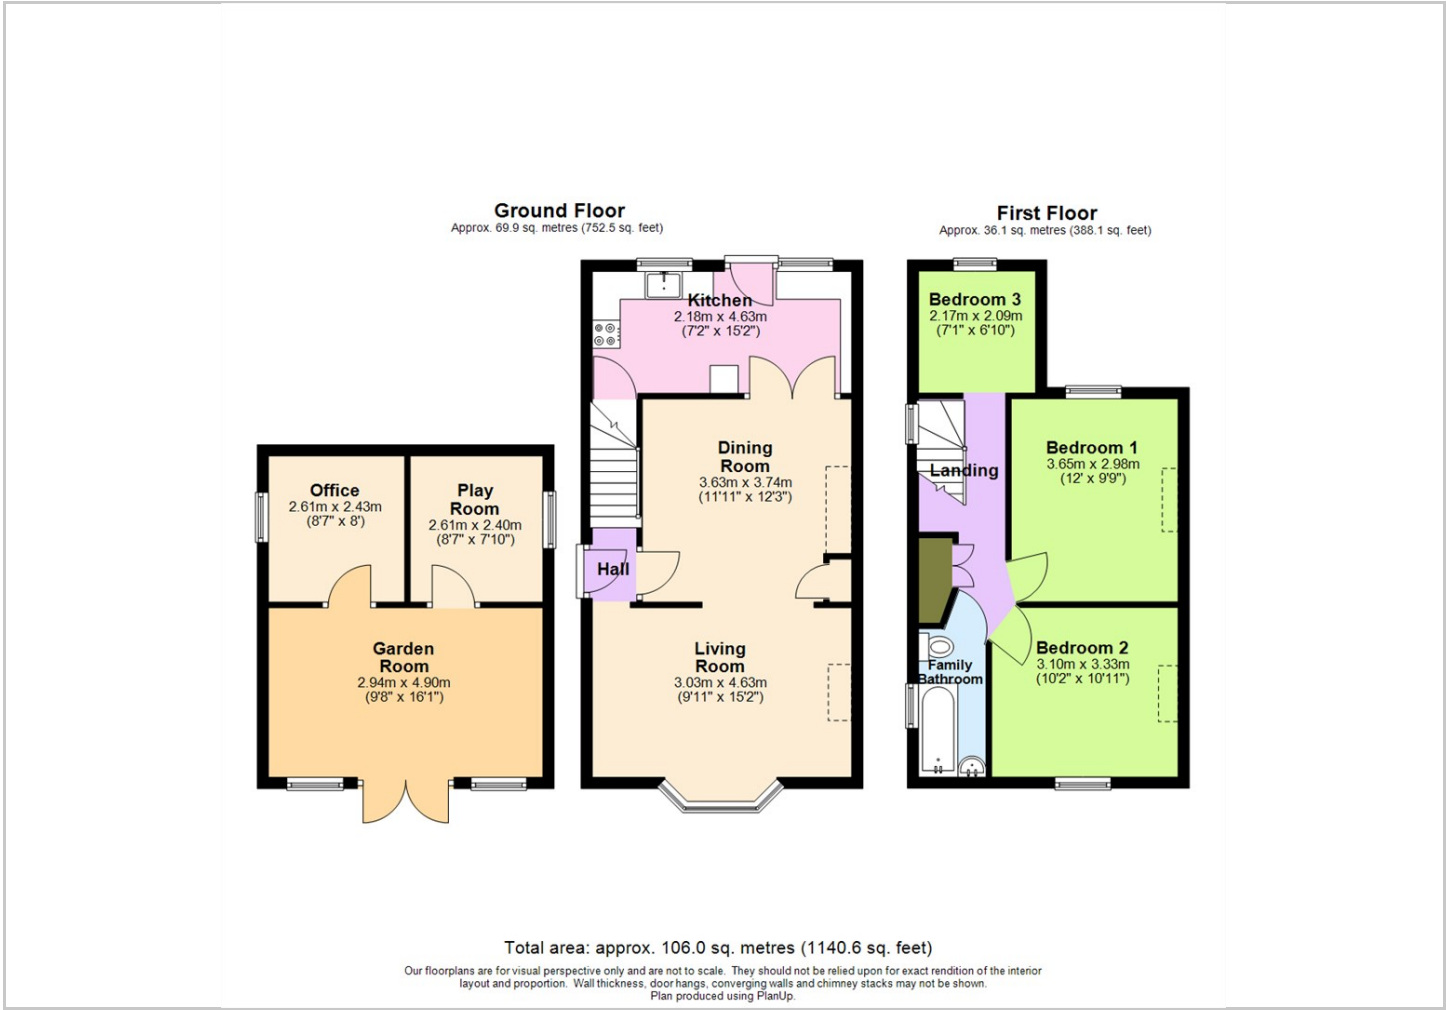 Ground Floor
Approx. 69.9 sq. metres (752.5 sq. feet)
First Floor
Approx. 36.1 sq. metres (388.1 sq. feet)
Kitchen
2.18m x 4.63m
(7'2" x 15'2")
Bedroom 3
2.17m x 2.09m
(7'1" x 6'10")
Dining
Room
3.63m x 3.74m
(11'11" x 12'3")
Bedroom 1
3.65m x 2.98m
(12' x 9'9")
Landing
Office
2.61m x 2.43m
(8'7" x 8')
Play
Room
2.61m x 2.40m
(8'7" x 7'10")
Hall
Garden
Room
2.94m x 4.90m
(9'8" x 16'1")
Living
Room
3.03m x 4.63m
(9'11" x 15'2")
Family
Bathroom
Bedroom 2
3.10m x 3.33m
(10'2" x 10'11")
Total area: approx. 106.0 sq. metres (1140.6 sq. feet)
Our floorplans are for visual perspective only and are not to scale. They should not be relied upon for exact rendition of the interior
layout and proportion. Wall thickness, door hangs, converging walls and chimney stacks may not be shown.
Plan produced using PlanUp.